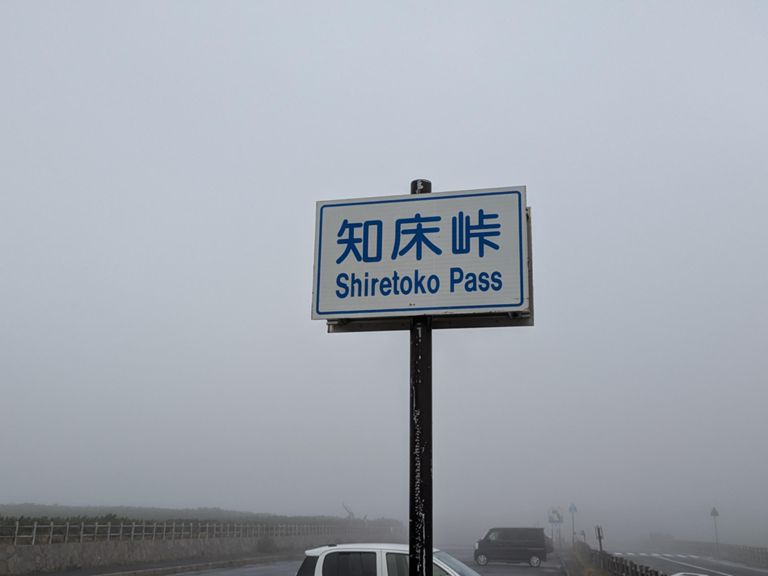 知床峠
Shiretoko Pass